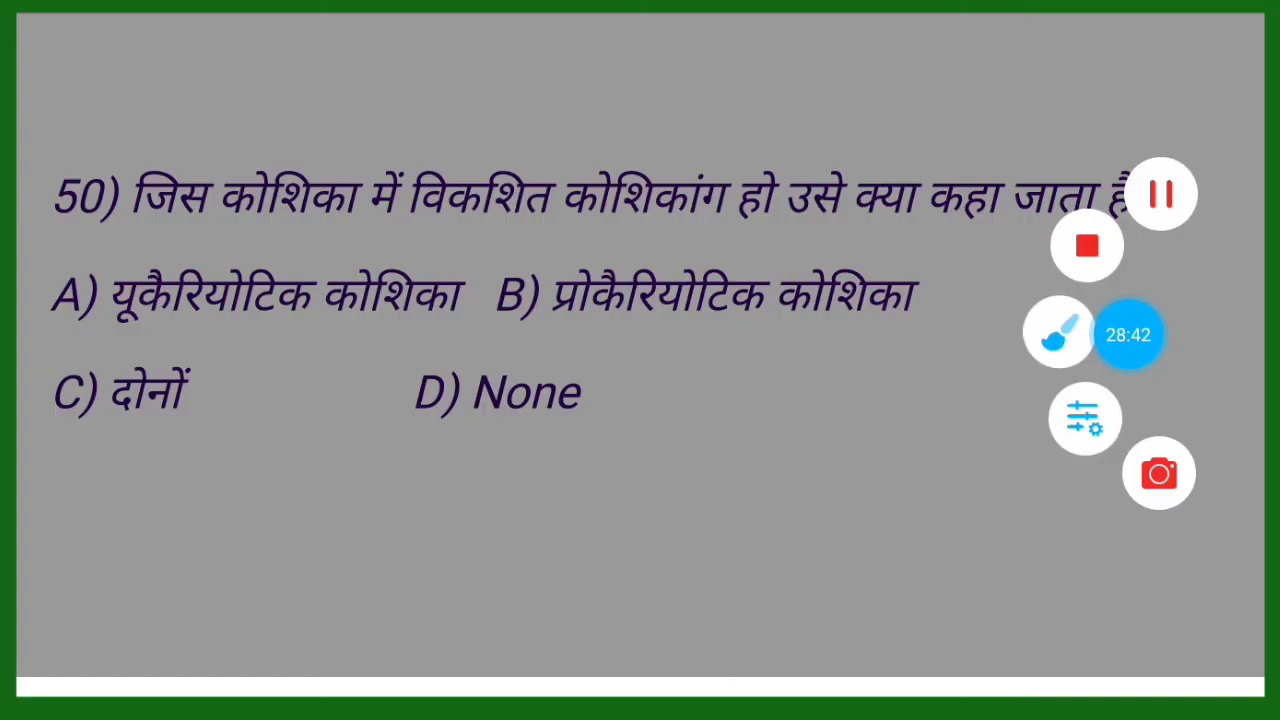 50) जिस कोशिका में विकशित कोशिकांग हो उसे क्या कहा जाता है
A) यूकैरियोटिक कोशिका B) प्रोकैरियोटिक कोशिका
C) दोनों D) None
28:42